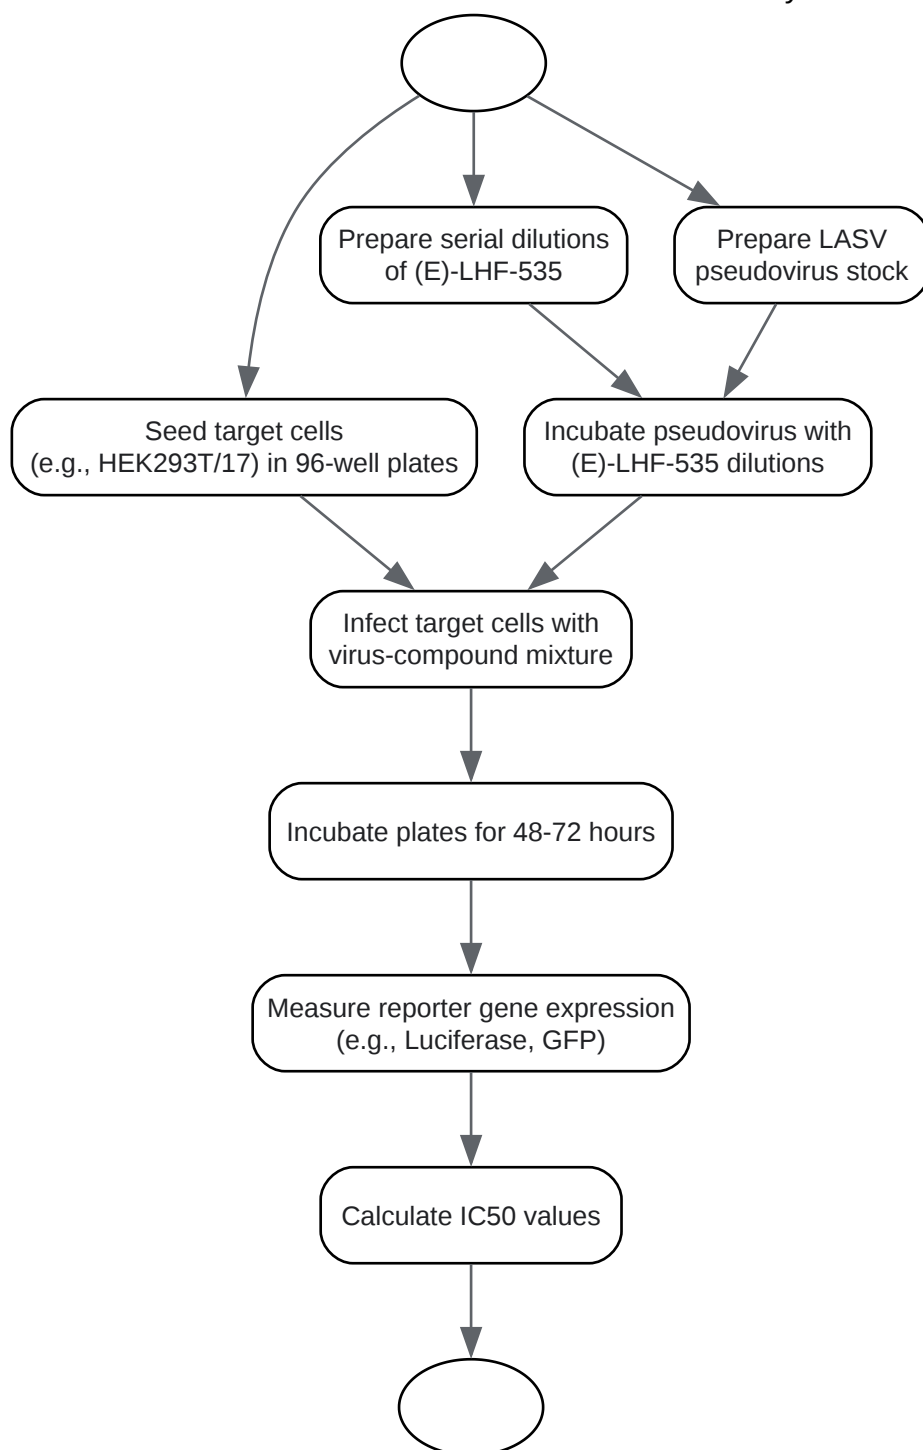 Prepare serial dilutions
of (E)-LHF-535
Prepare LASV
pseudovirus stock
Seed target cells
(e.g., HEK293T/17) in 96-well plates
Incubate pseudovirus with
(E)-LHF-535 dilutions
Infect target cells with
virus-compound mixture
Incubate plates for 48-72 hours
Measure reporter gene expression
(e.g., Luciferase, GFP)
Calculate IC50 values